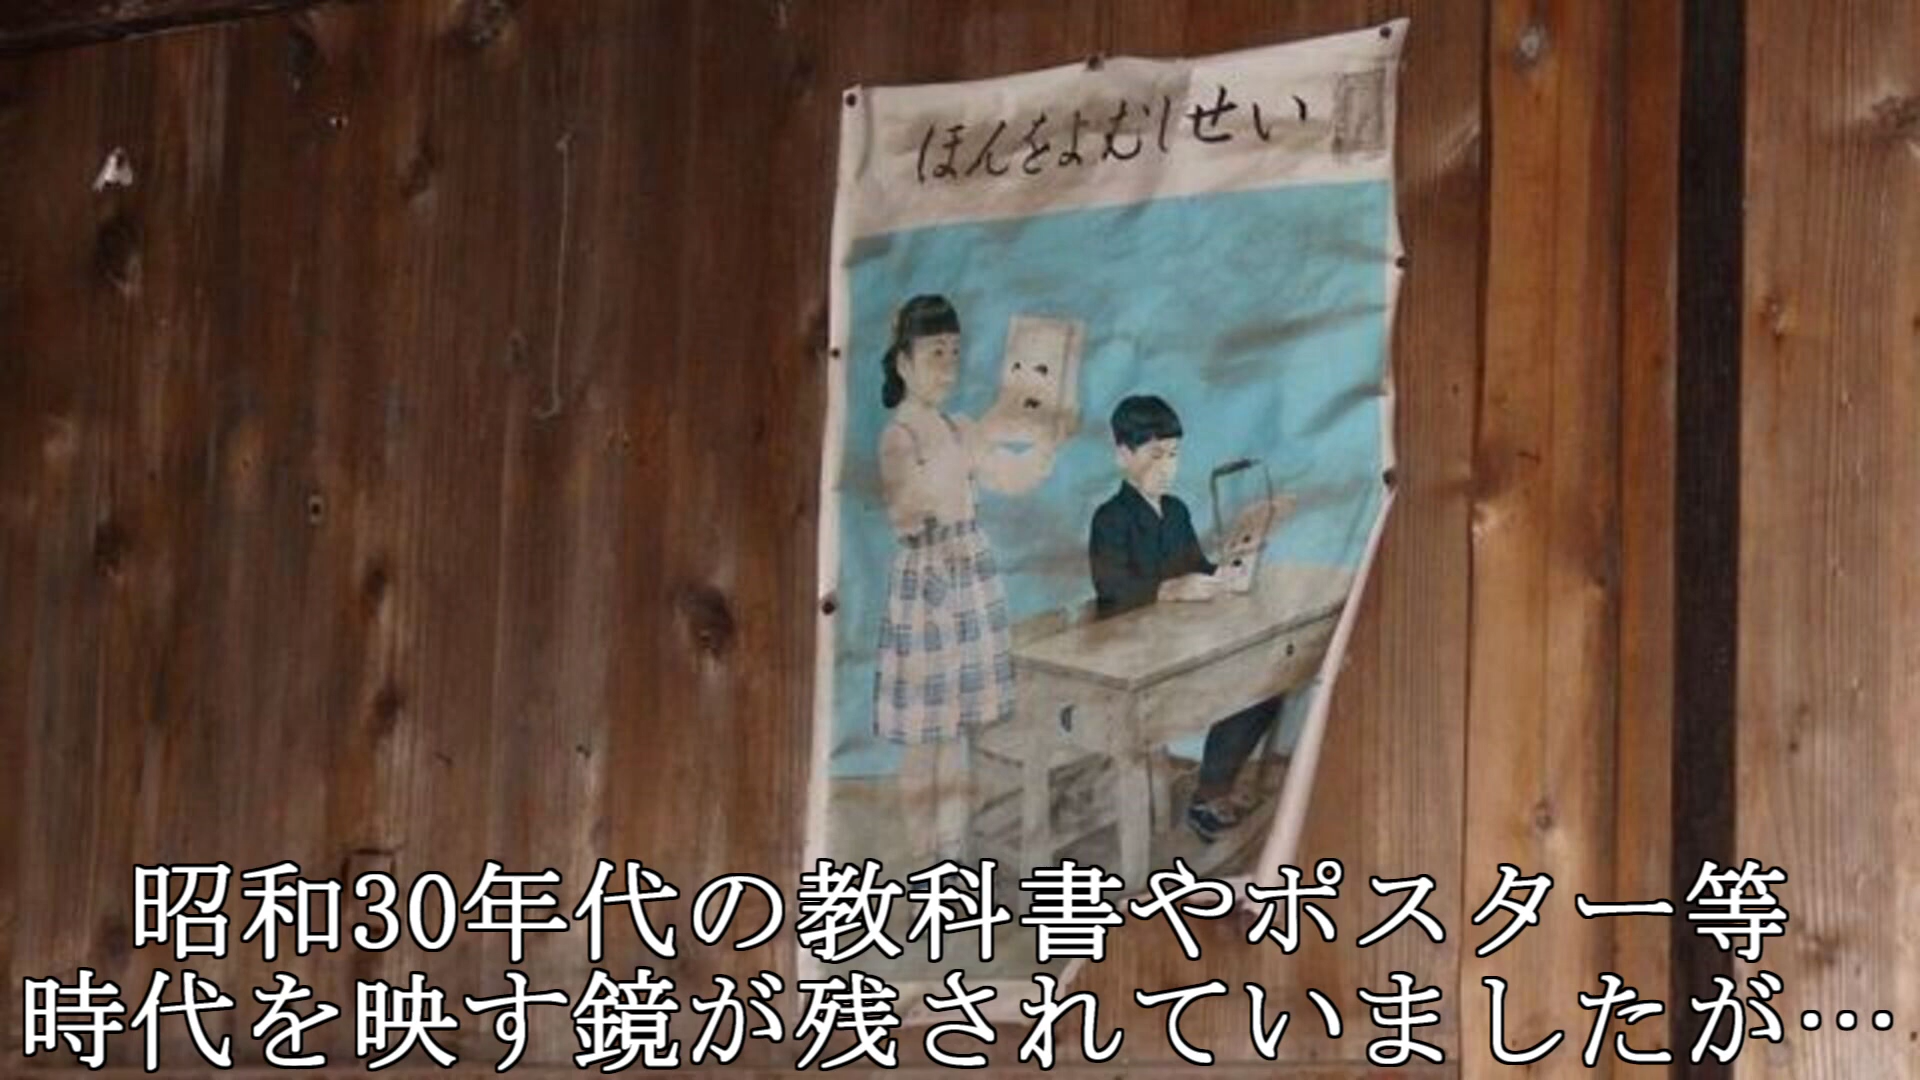 ほんをよむしせい
昭和30年代の教科書やポスター等
時代を映す鏡が残されていましたが…